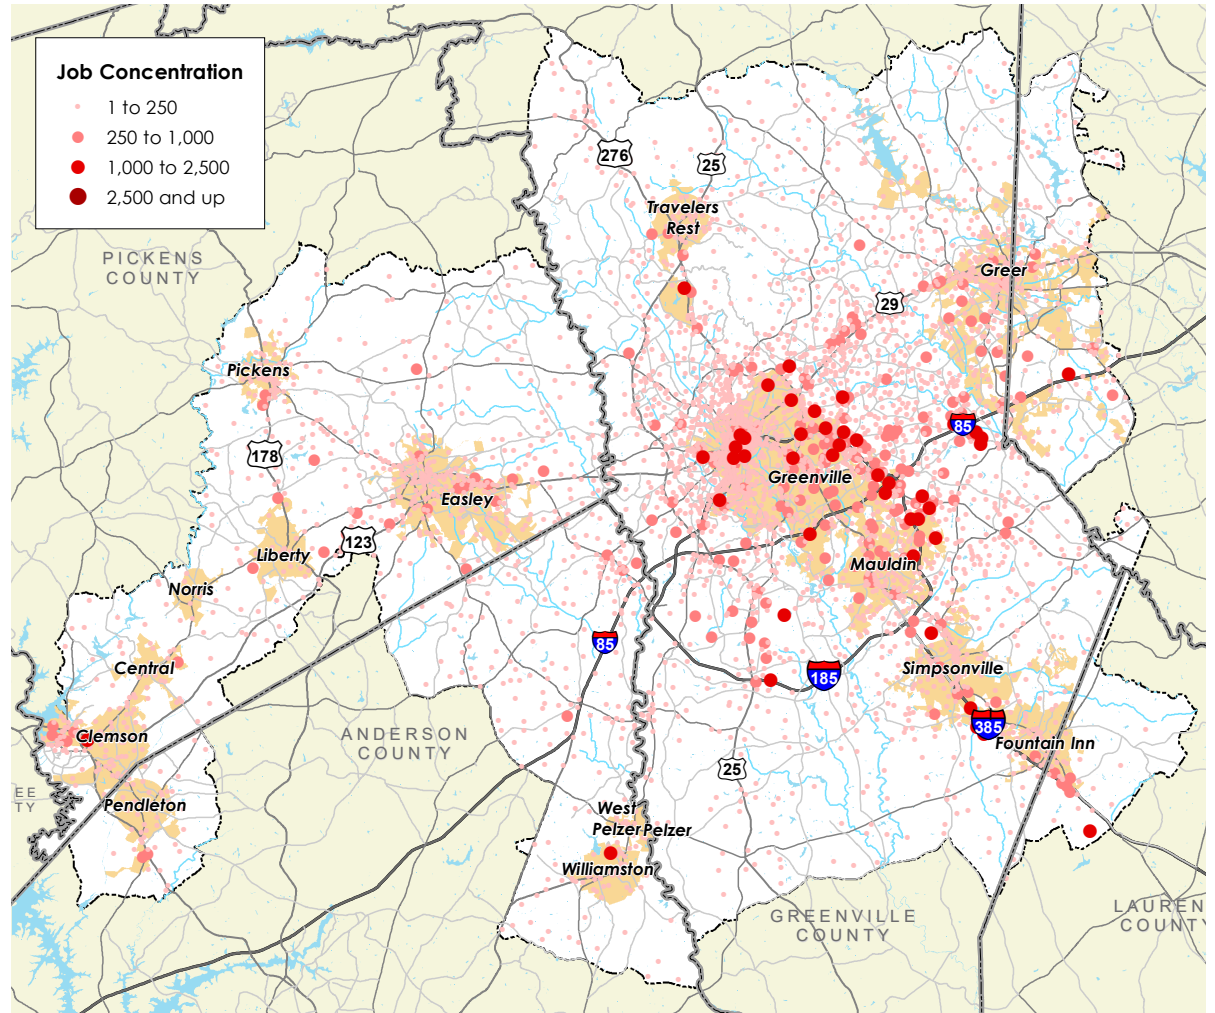 Job Concentration
1 to 250
250 to 1,000
1,000 to 2,500
2,500 and up
276
25
Travelers
Rest
PICKENS
COUNTY
Greer
29
Pickens
85
178
Greenville
Easley
123
Liberty
Mauldin
Norris
85
Central
Simpsonville
185
Clemson
385
ANDERSON
COUNTY
Fountain Inn
25
EE
TY
Pendleton
West
Pelzer
Pelzer
Williamston
GREENVILLE
COUNTY
LAUREN
COUNTY